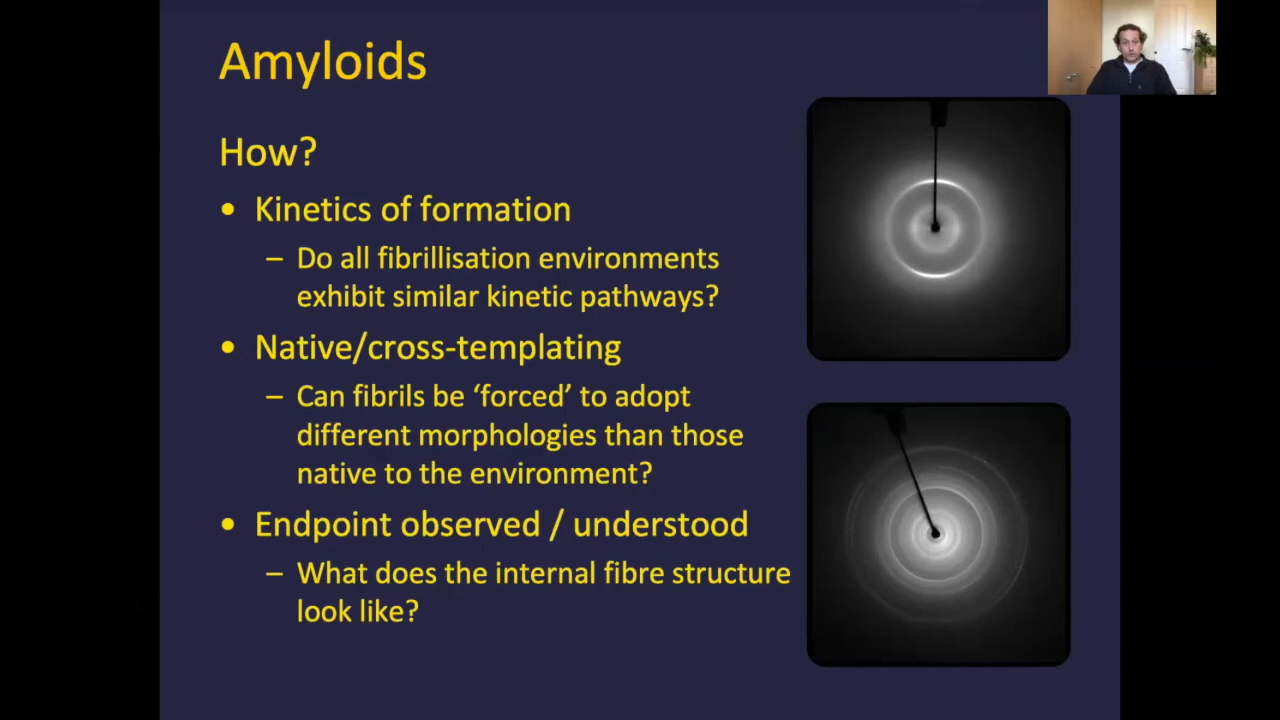 Amyloids
How?
• Kinetics of formation
– Do all fibrillisation environments
exhibit similar kinetic pathways?
• Native/cross-templating
– Can fibrils be ‘forced’ to adopt
different morphologies than those
native to the environment?
• Endpoint observed / understood
– What does the internal fibre structure
look like?